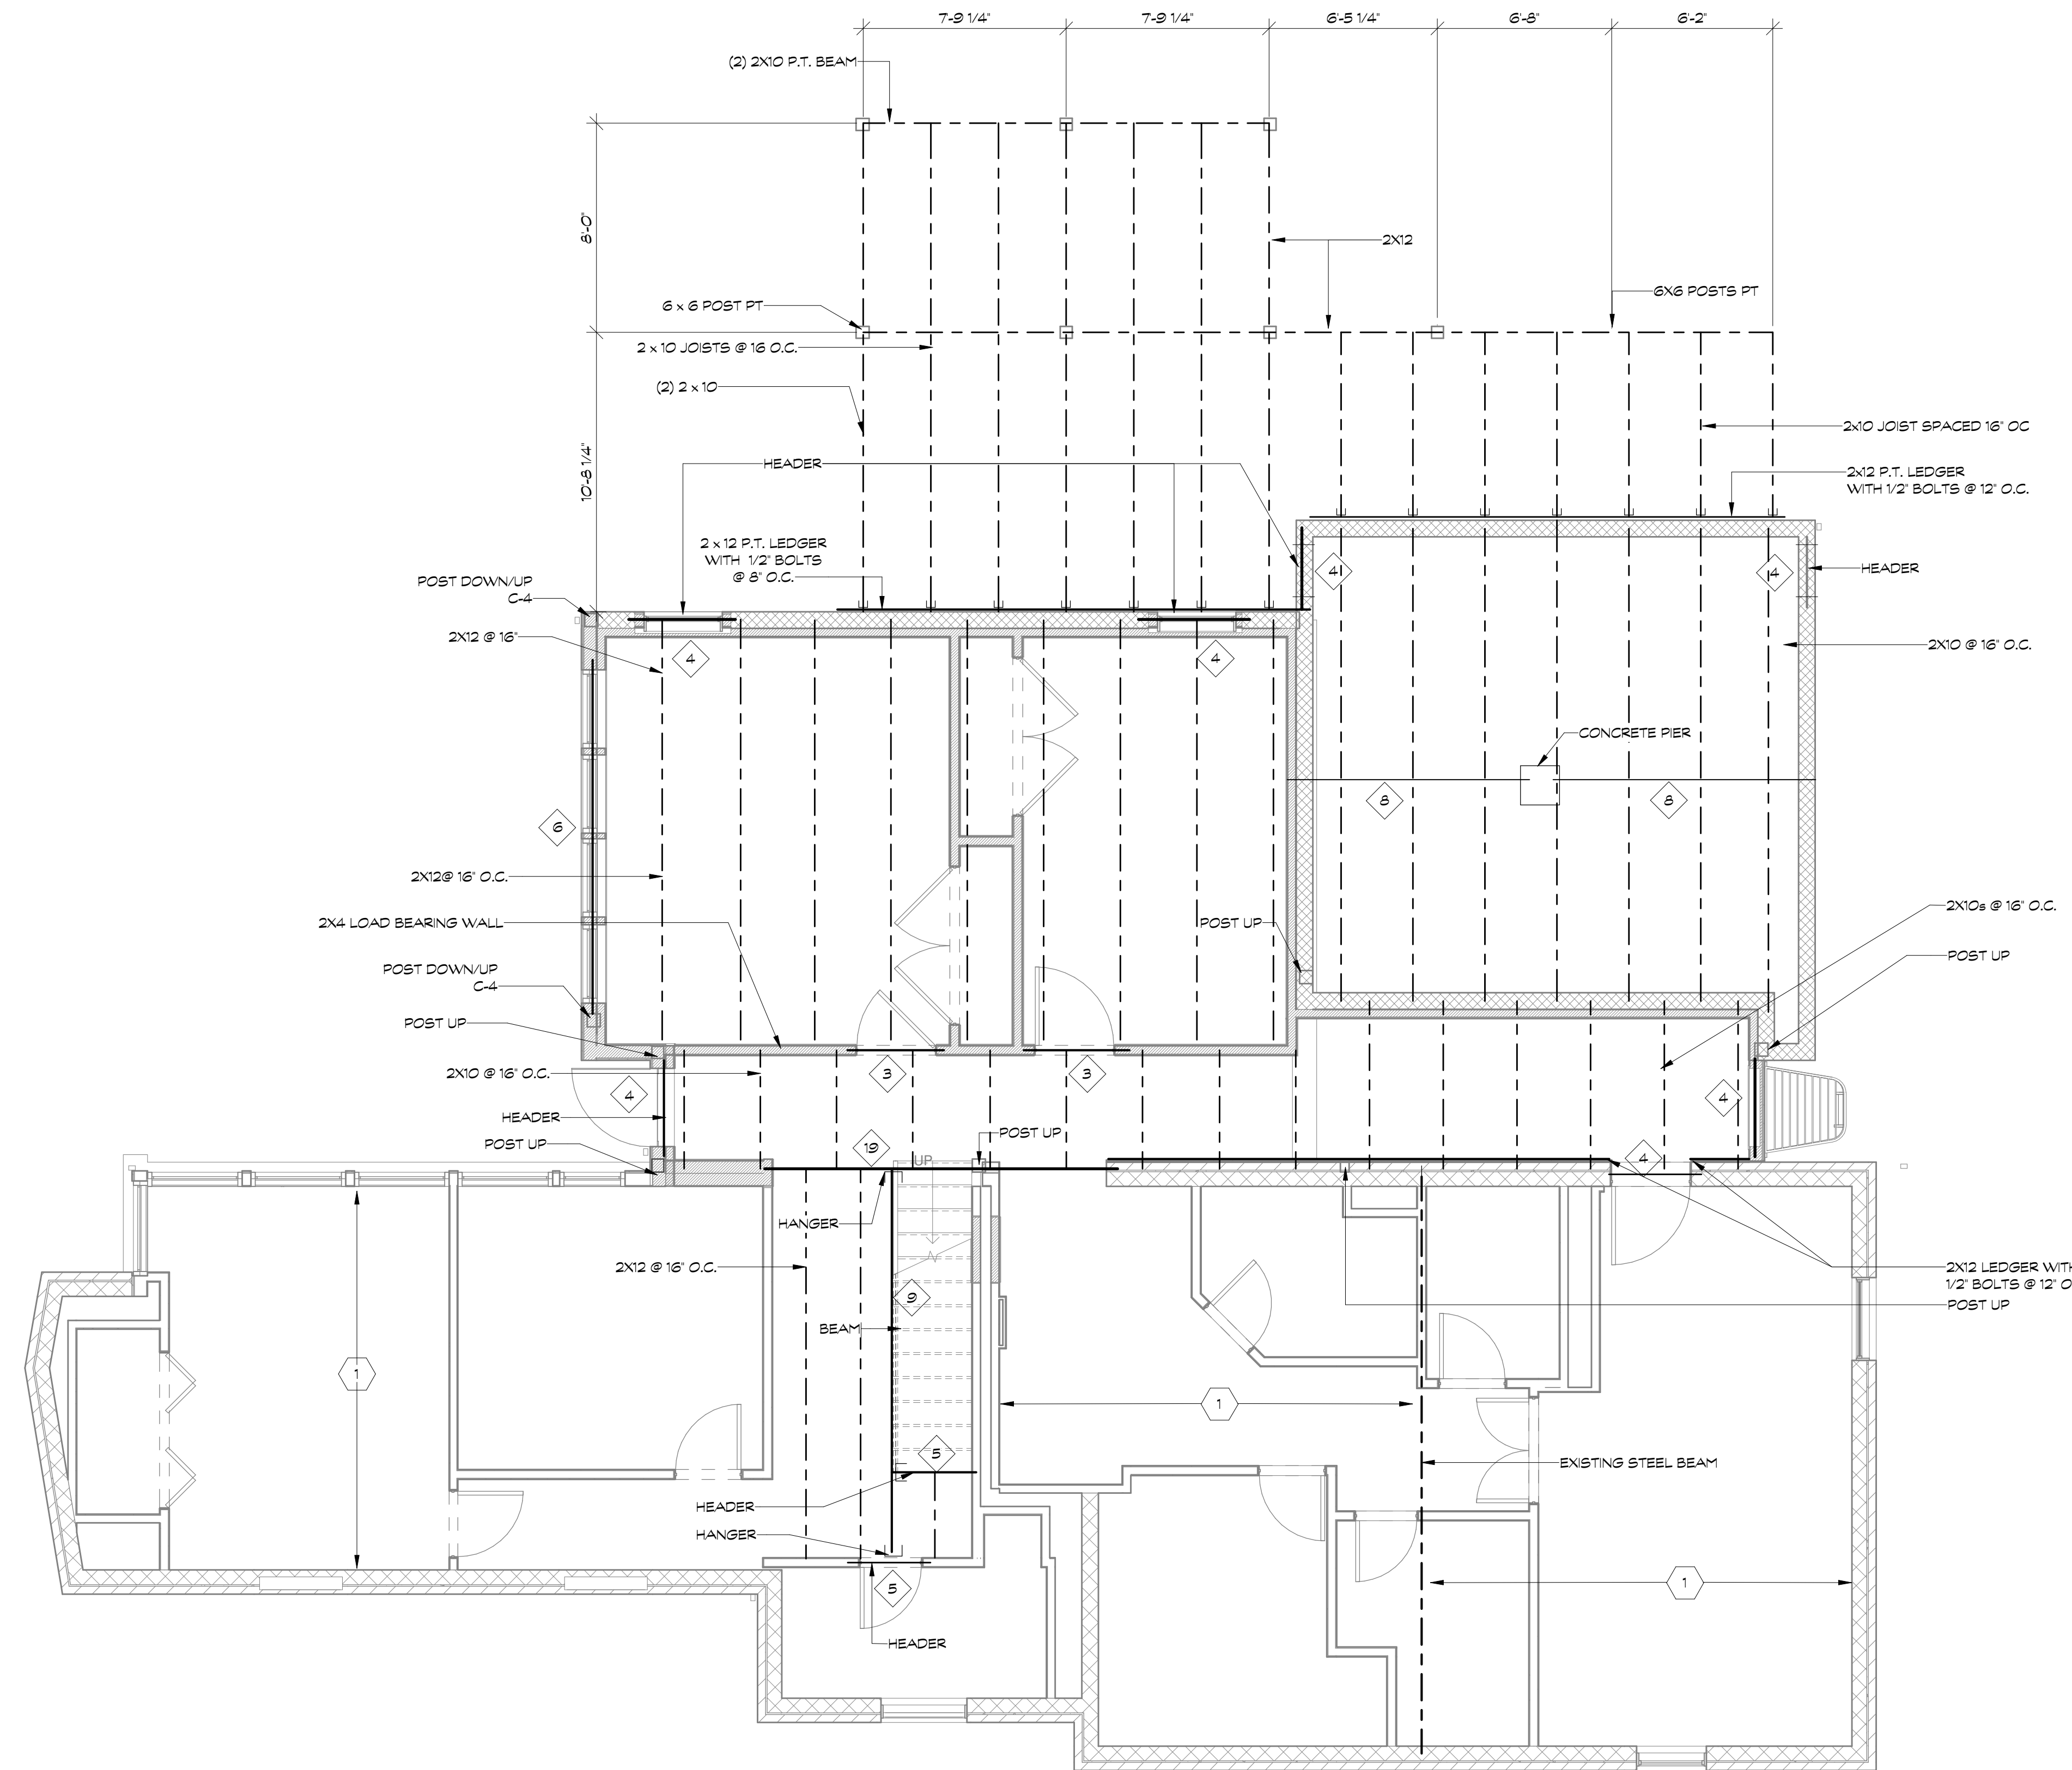 7'-9 1/4"
7'-9 1/4"
6'-5 1/4"
6'-8"
6'-2"
(2) 2X10 P.T. BEAM
8'-0"
2X12
6X6 POSTS PT
6 x 6 POST PT
2 x 10 JOISTS @ 16 O.C.
(2) 2 x 10
2x10 JOIST SPACED 16" OC
10'-8 1/4"
HEADER
2x12 P.T. LEDGER
WITH 1/2" BOLTS @ 12" O.C.
2 x 12 P.T. LEDGER
WITH 1/2" BOLTS
@ 8" O.C.
4
4
HEADER
POST DOWN/UP
C-4
2X12 @ 16"
4
4
2X10 @ 16" O.C.
CONCRETE PIER
8
8
6
2X12@ 16" O.C.
2X4 LOAD BEARING WALL
POST UP
2X10s @ 16" O.C.
POST UP
POST DOWN/UP
C-4
POST UP
2X10 @ 16" O.C.
3
3
4
4
HEADER
POST UP
19
POST UP
UP
4
HANGER
2X12 @ 16" O.C.
2X12 LEDGER WITH
1/2" BOLTS @ 12" O
POST UP
9
BEAM
1
1
5
EXISTING STEEL BEAM
HEADER
HANGER
5
1
HEADER